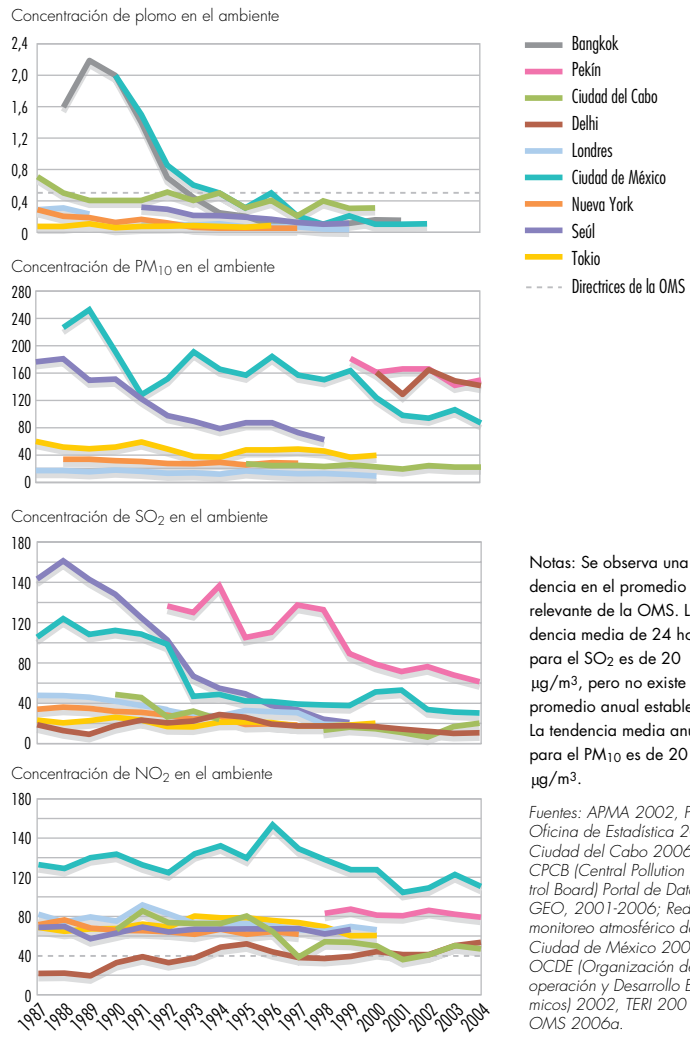 Concentración de plomo en el ambiente
2,4
2,0
1,6
1,2
0,8
0,4
0
Bangkok
Pekín
Ciudad del Cabo
Delhi
Londres
Ciudad de México
Nueva York
Seúl
Tokio
Directrices de la OMS
Concentración de PM10 en el ambiente
280
240
200
160
120
80
40
0
Concentración de SO2 en el ambiente
180
140
120
80
40
0
Notas: Se observa una
dencia en el promedio
relevante de la OMS. L
dencia media de 24 ho
para el SO2 es de 20
µg/m3, pero no existe
promedio anual estable
La tendencia media anu
para el PM10 es de 20
µg/m3.
Concentración de NO2 en el ambiente
180
140
120
80
40
0
1987 1988 1989 1990 1991 1992 1993 1994 1995 1996 1997 1998 1999 2000 2001 2002 2003 2004
Fuentes: APMA 2002, P
Oficina de Estadística 2
Ciudad del Cabo 2006
CPCB (Central Pollution
trol Board) Portal de Data
GEO, 2001-2006; Red
monitoreo atmosférico de
Ciudad de México 200
OCDE (Organización de
operación y Desarrollo E
micos) 2002, TERI 200
OMS 2006a.